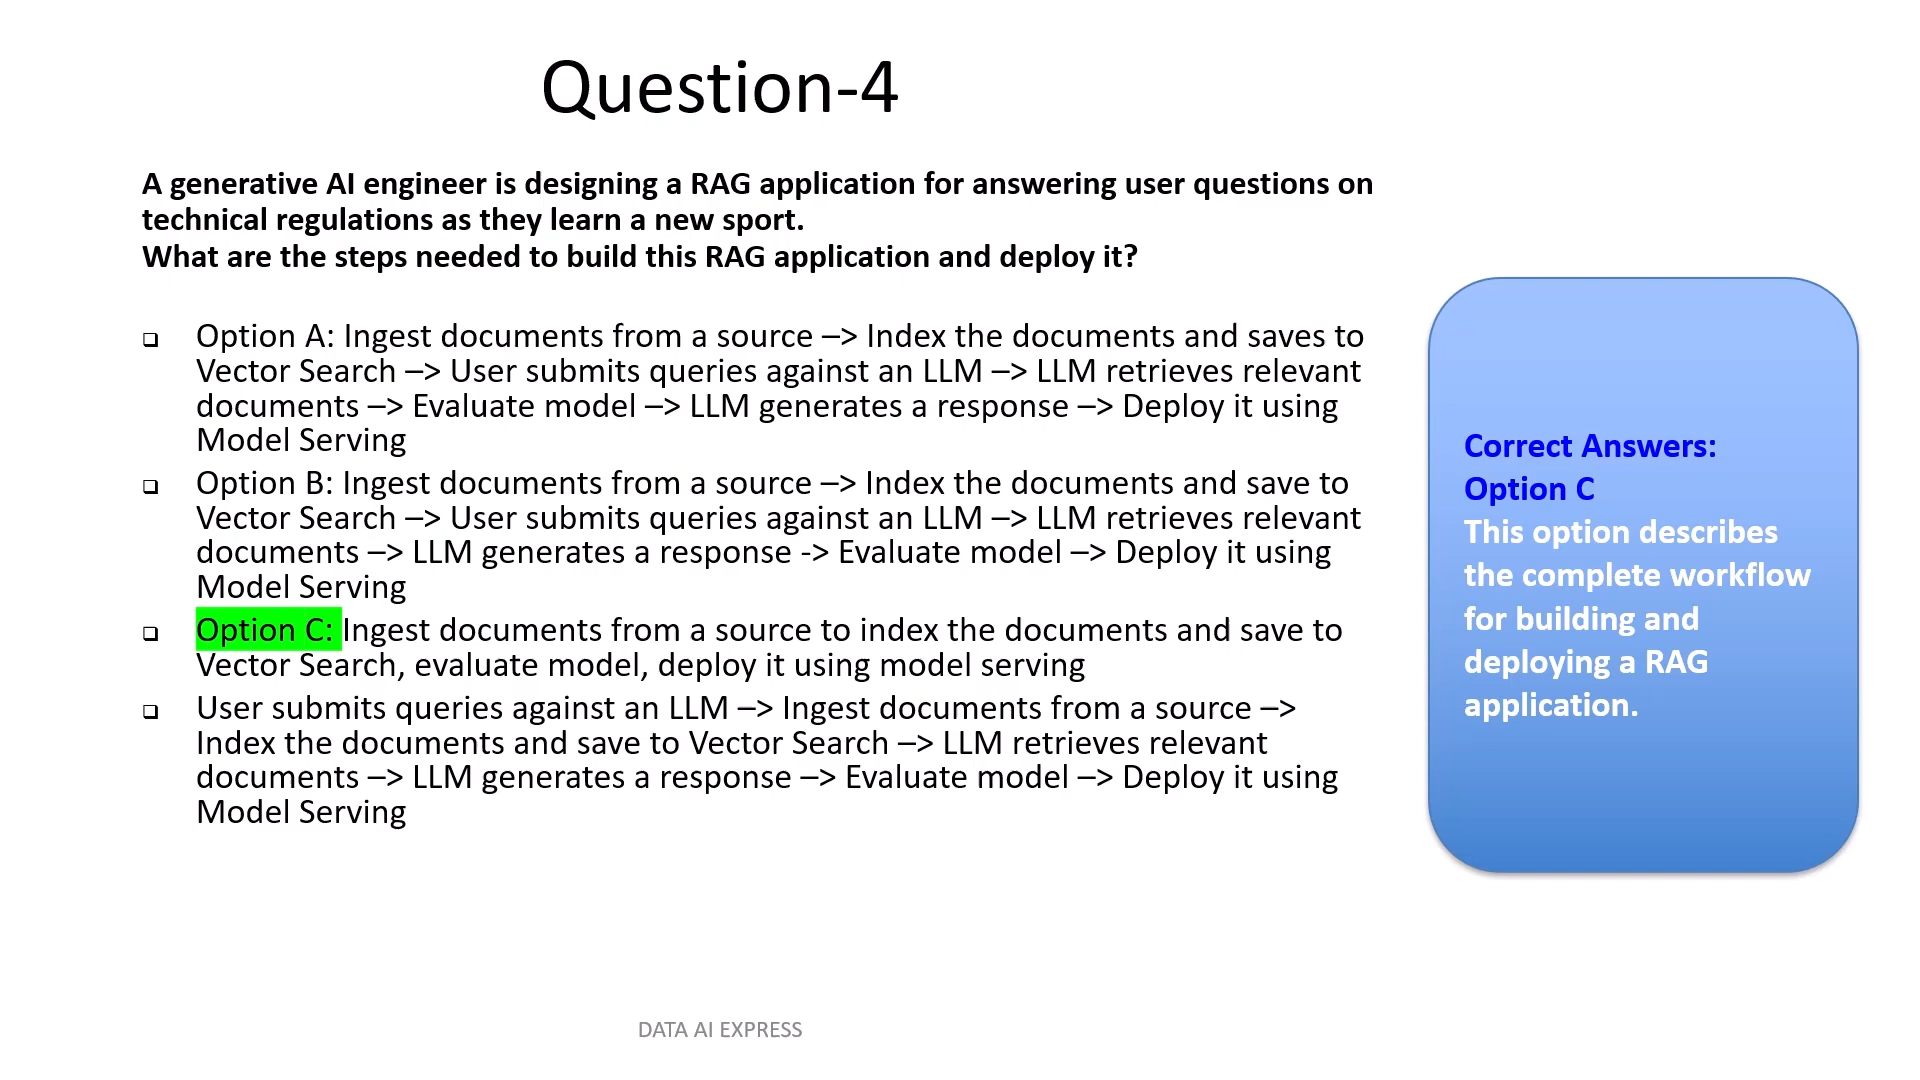 Question-4
A generative AI engineer is designing a RAG application for answering user questions on
technical regulations as they learn a new sport.
What are the steps needed to build this RAG application and deploy it?
❑ Option A: Ingest documents from a source –> Index the documents and saves to
Vector Search –> User submits queries against an LLM –> LLM retrieves relevant
documents –> Evaluate model –> LLM generates a response –> Deploy it using
Model Serving
❑ Option B: Ingest documents from a source –> Index the documents and save to
Vector Search –> User submits queries against an LLM –> LLM retrieves relevant
documents –> LLM generates a response -> Evaluate model –> Deploy it using
Model Serving
❑ Option C: Ingest documents from a source to index the documents and save to
Vector Search, evaluate model, deploy it using model serving
❑ User submits queries against an LLM –> Ingest documents from a source –>
Index the documents and save to Vector Search –> LLM retrieves relevant
documents –> LLM generates a response –> Evaluate model –> Deploy it using
Model Serving
Correct Answers:
Option C
This option describes
the complete workflow
for building and
deploying a RAG
application.
DATA AI EXPRESS